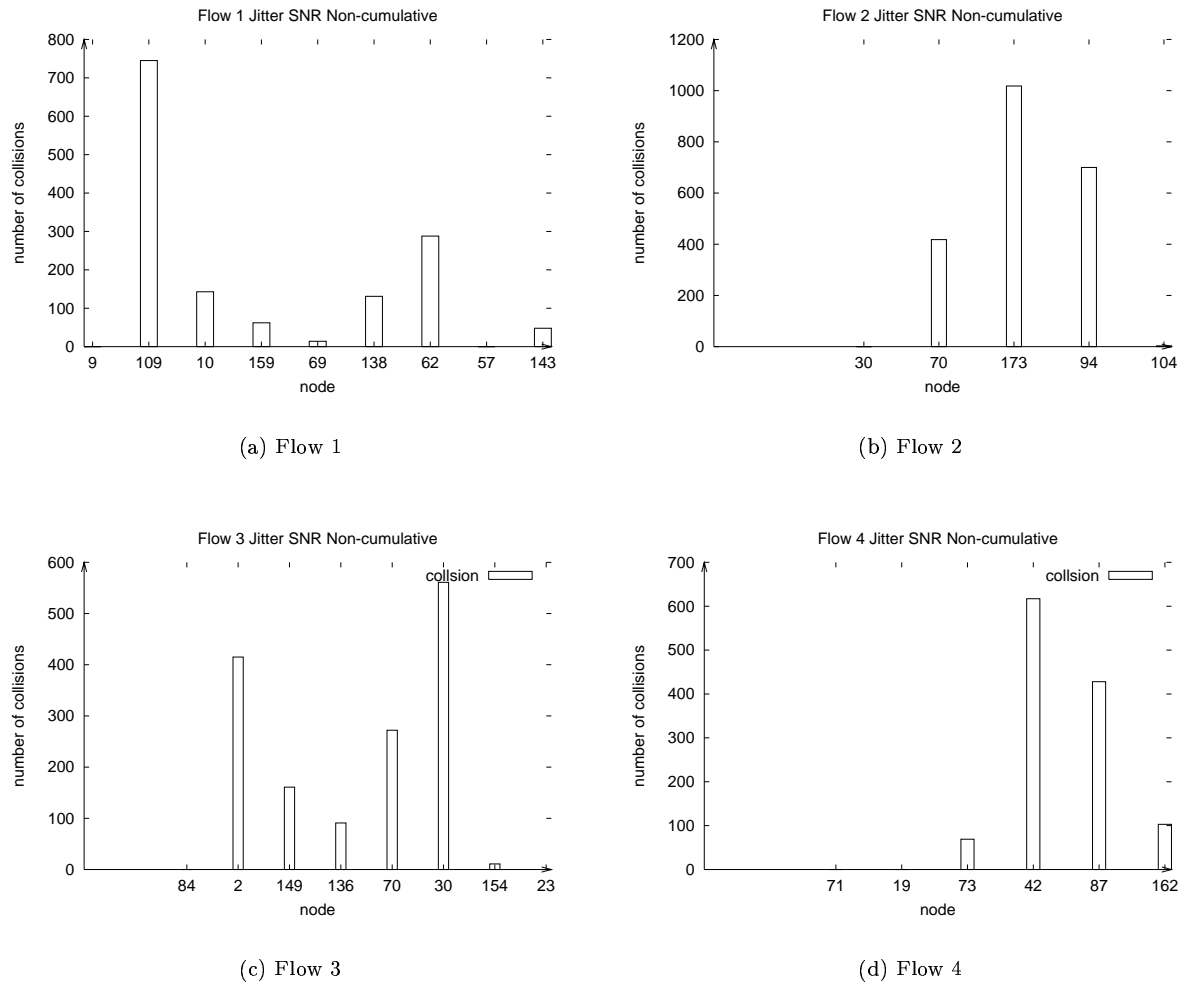 Flow 1 Jitter SNR Non-cumulative
number of collisions
800
700
600
500
400
300
200
100
0
9 109 10 159 69 138 62 57 143
node
(a) Flow 1
Flow 2 Jitter SNR Non-cumulative
number of collisions
1200
1000
800
600
400
200
0
30 70 173 94 104
node
(b) Flow 2
Flow 3 Jitter SNR Non-cumulative
collsion
number of collisions
600
500
400
300
200
100
0
84 2 149 136 70 30 154 23
node
(c) Flow 3
Flow 4 Jitter SNR Non-cumulative
collsion
number of collisions
700
600
500
400
300
200
100
0
71 19 73 42 87 162
node
(d) Flow 4